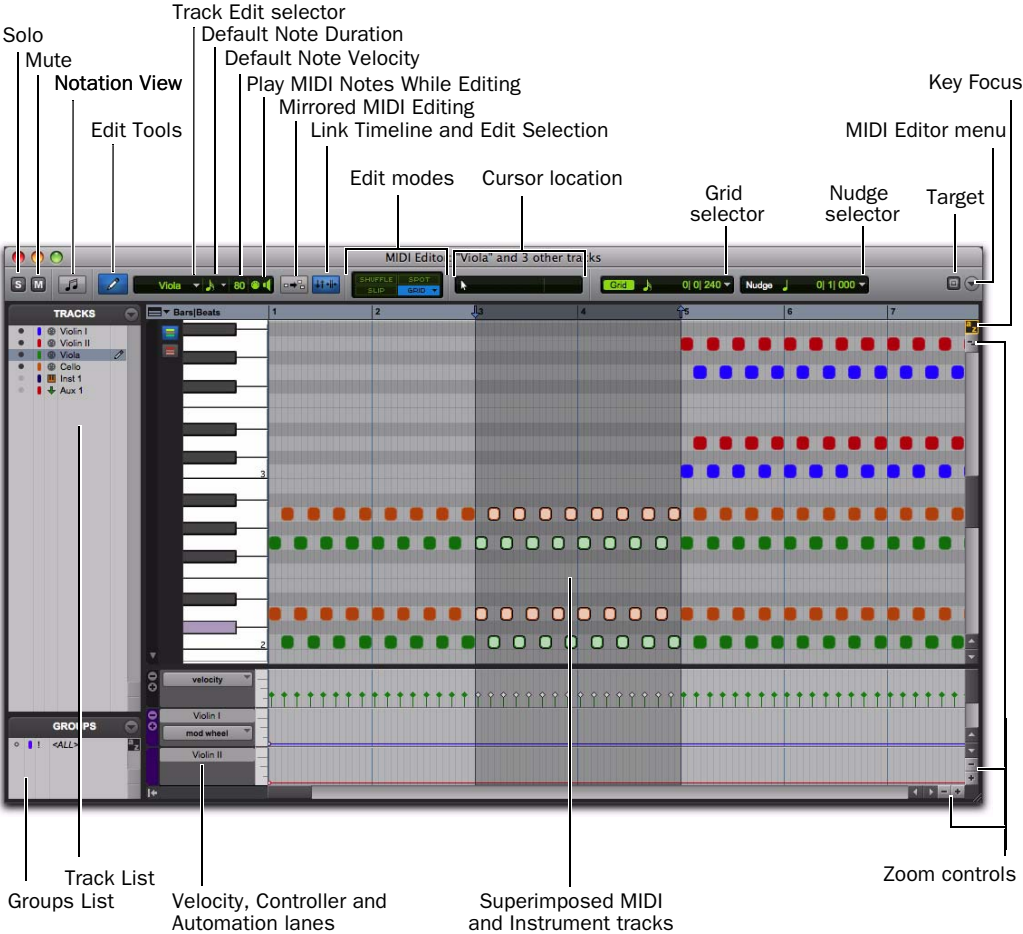 Track Edit selector
Solo
Default Note Duration
Mute
Default Note Velocity
Notation View
Play MIDI Notes While Editing
Key Focus
Mirrored MIDI Editing
Edit Tools
Link Timeline and Edit Selection
MIDI Editor menu
Edit modes
Cursor location
Grid
selector
Nudge
selector
Target
MIDI Editor: "Viola" and 3 other tracks
S M
Viola
80
SHUFFLE SPOT
SLIP GRID
Grid 0| 0| 240
Nudge 0| 1| 000
TRACKS
Bars|Beats
1 2 3 4 5 6 7
Violin I
Violin II
Viola
Cello
Inst 1
Aux 1
3
2
velocity
Violin I
mod wheel
Violin II
GROUPS
! <ALL>
a z
Zoom controls
Track List
Groups List
Velocity, Controller and
Automation lanes
Superimposed MIDI
and Instrument tracks